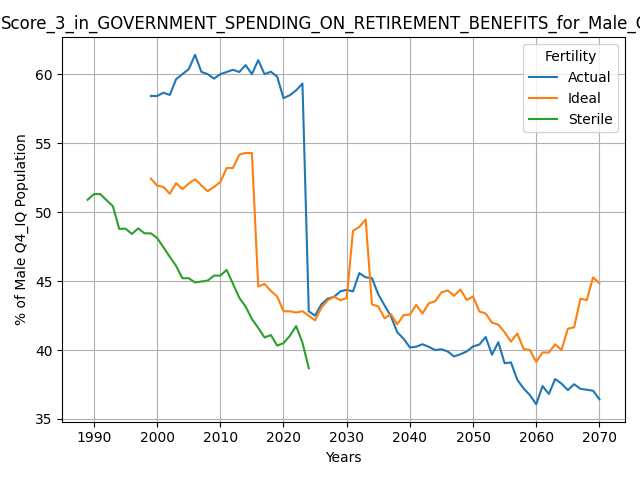 Score_3_in_GOVERNMENT_SPENDING_ON_RETIREMENT_BENEFITS_for_Male_
Fertility
Actual
Ideal
Sterile
% of Male Q4_IQ Population
60
55
50
45
40
35
1990
2000
2010
2020
2030
2040
2050
2060
2070
Years